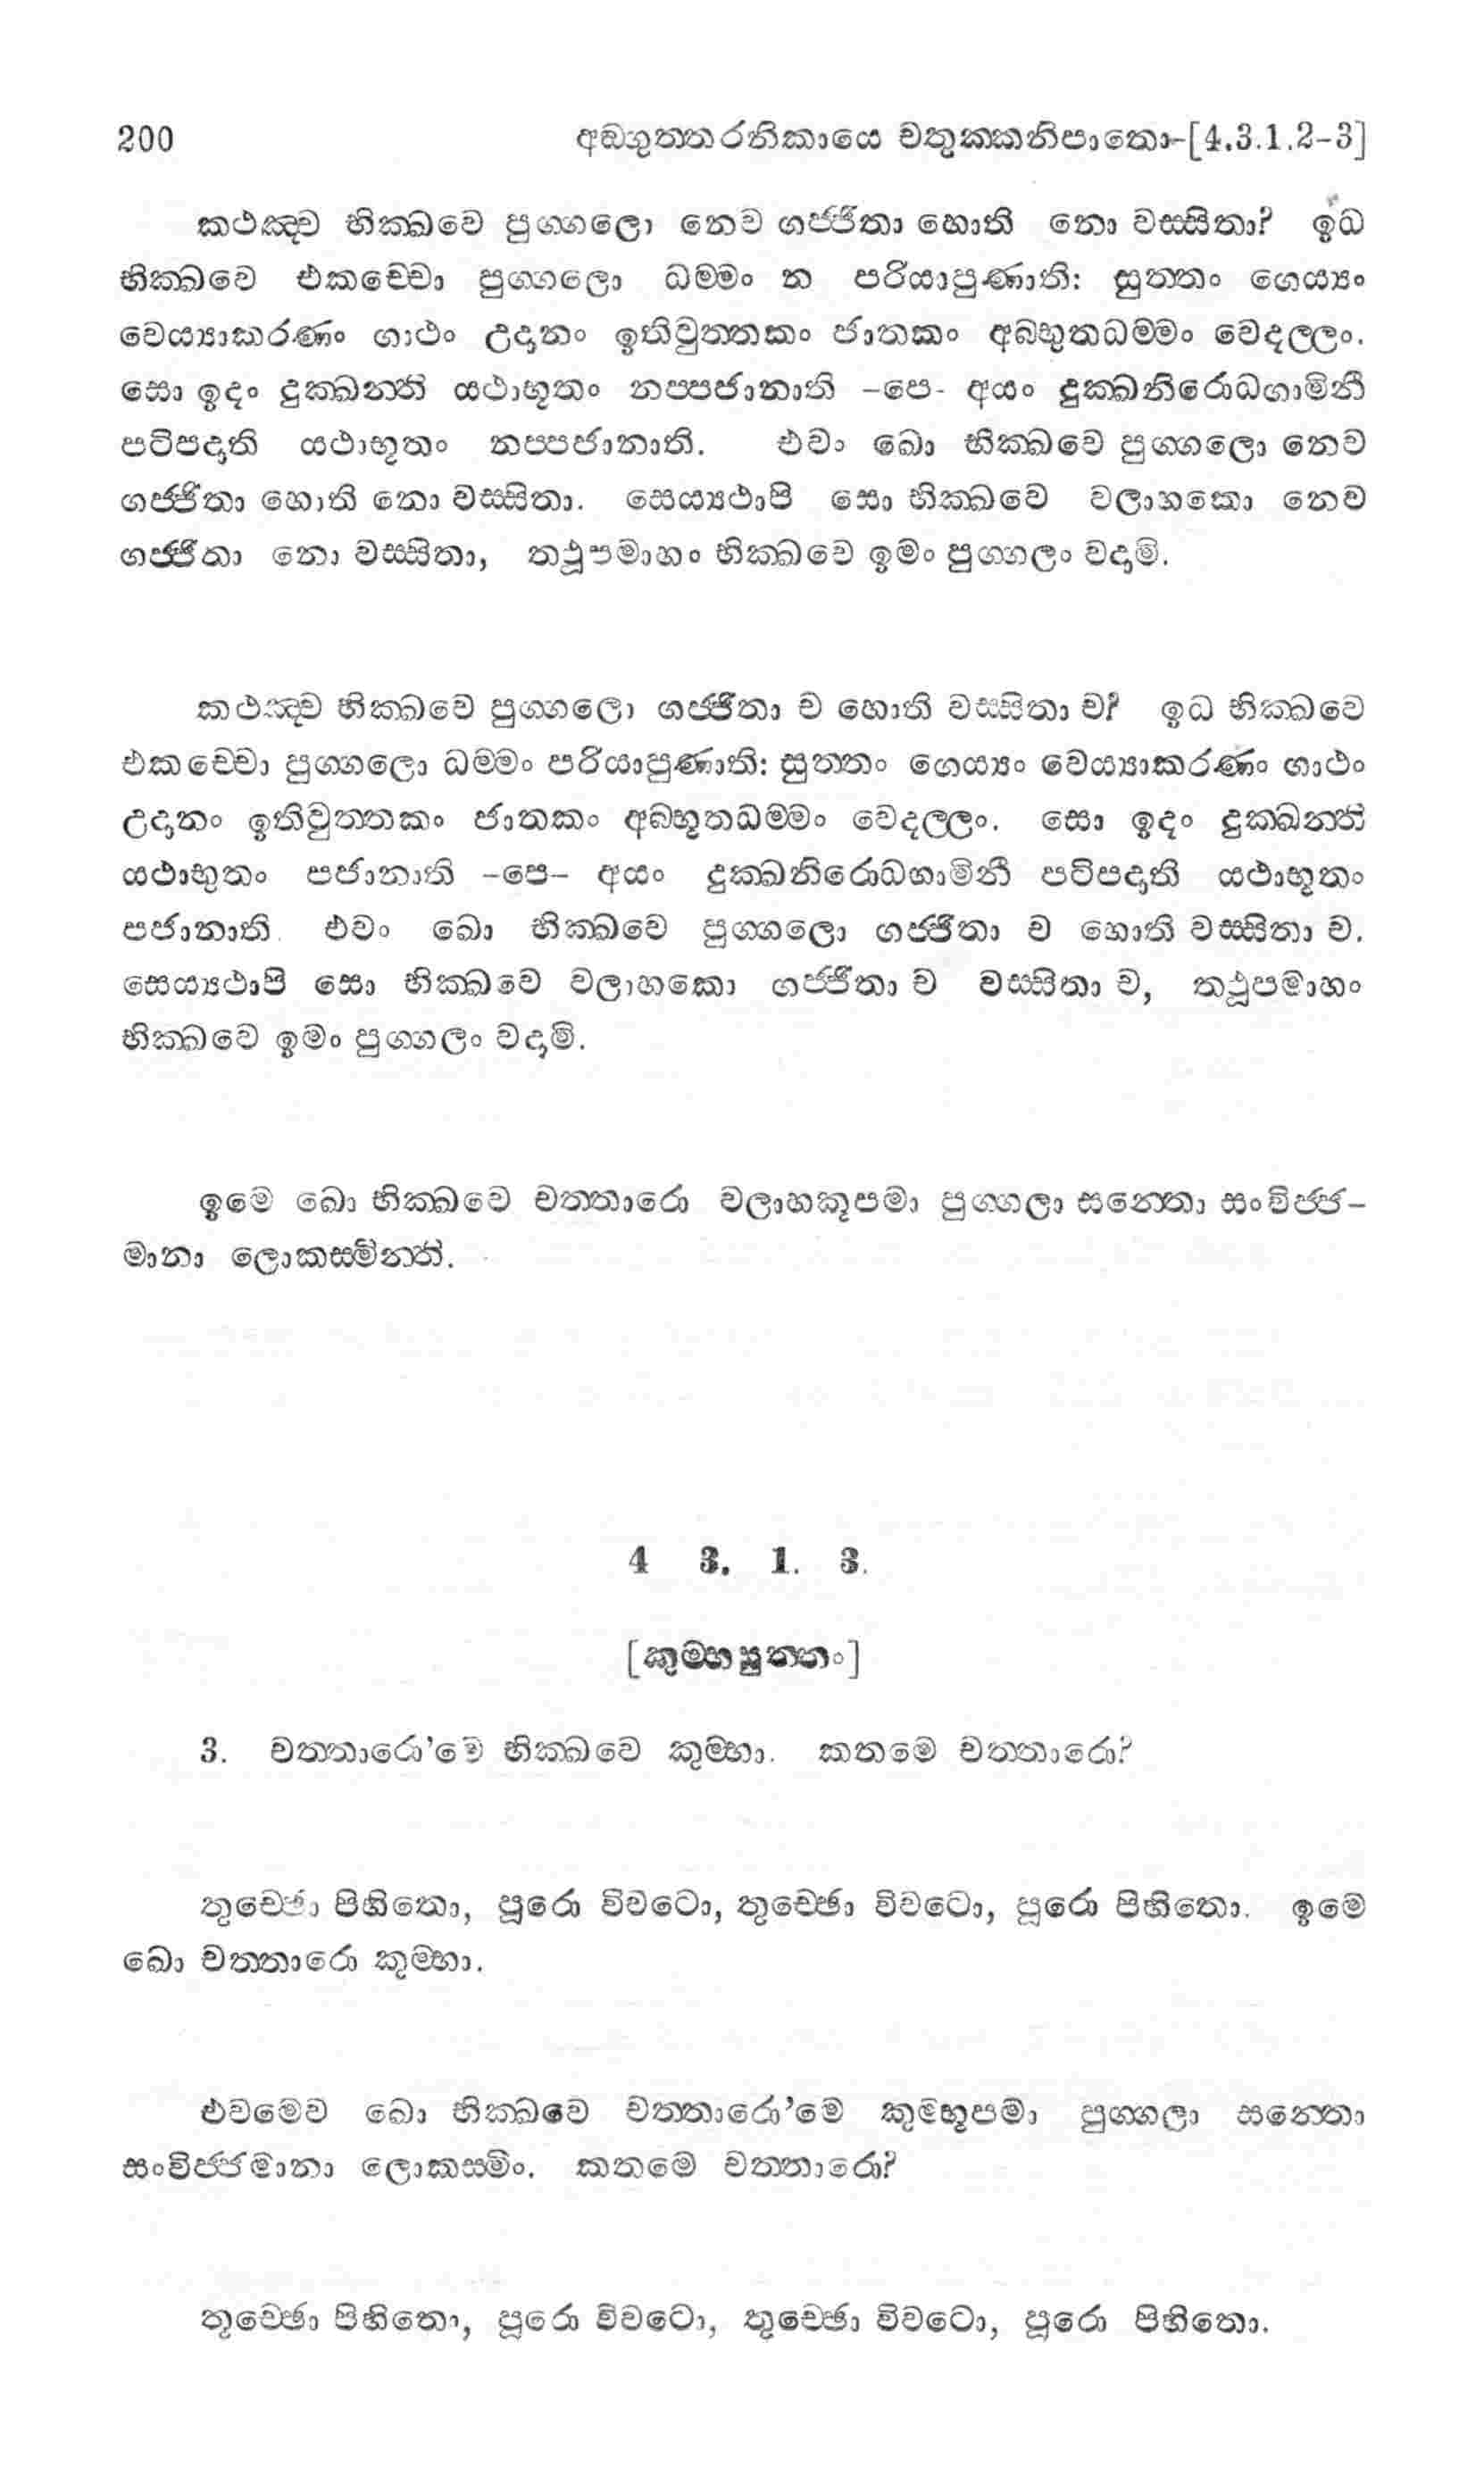 200 අඞ්ගුත්තරනිකායෙ චතුක්කනිපාතො-[4.3.1.2-3]
කථඤ්ච භික්ඛවෙ පුග්ගලො නෙව ගජ්ජිතා හොති නො වස්සිතා? ඉධ
භික්ඛවෙ එකච්චො පුග්ගලො ධම්මං න පරියාපුණාති: සුත්තං ගෙය්‍යං
වෙය්‍යාකරණං ගාථං උදානං ඉතිවුත්තකං ජාතකං අබ්භුතධම්මං වෙදල්ලං.
සො ඉදං දුක්ඛන්ති යථාභූතං නප්පජානාති -පෙ- අයං දුක්ඛනිරොධගාමිනී
පටිපදාති යථාභූතං නප්පජානාති. එවං ඛො භික්ඛවෙ පුග්ගලො නෙව
ගජ්ජිතා හොති නො වස්සිතා. සෙය්‍යථාපි සො භික්ඛවෙ වලාහකො නෙව
ගජ්ජිතා නො වස්සිතා, තථූපමාහං භික්ඛවෙ ඉමං පුග්ගලං වදාමි.
කථඤ්ච භික්ඛවෙ පුග්ගලො ගජ්ජිතා ච හොති වස්සිතා ච? ඉධ භික්ඛවෙ
එකච්චො පුග්ගලො ධම්මං පරියාපුණාති: සුත්තං ගෙය්‍යං වෙය්‍යාකරණං ගාථං
උදානං ඉතිවුත්තකං ජාතකං අබ්භූතධම්මං වෙදල්ලං. සො ඉදං දුක්ඛන්ති
යථාභුතං පජානාති -පෙ- අයං දුක්ඛනිරොධගාමිනී පටිපදාති යථාභූතං
පජානාති. එවං ඛො භික්ඛවෙ පුග්ගලො ගජ්ජිතා ච හොති වස්සිතා ච.
සෙය්‍යථාපි සො භික්ඛවෙ වලාහකො ගජ්ජිතා ච වස්සිතා ච, තථූපමාහං
භික්ඛවෙ ඉමං පුග්ගලං වදාමි.
ඉමෙ ඛො භික්ඛවෙ චත්තාරො වලාහකූපමා පුග්ගලා සන්තො සංවිජ්ජ-
මානා ලොකස්මින්ති.
4 3. 1. 3.
[කුම්භසුත්තං]
3. චත්තාරො'මෙ භික්ඛවෙ කුම්භා. කතමෙ චත්තාරො?
තුච්ඡො පිහිතො, පූරො විවටො, තුච්ඡො විවටො, පූරො පිහිතො. ඉමෙ
ඛො චත්තාරො කුම්භා.
එවමෙව ඛො භික්ඛවෙ චත්තාරො'මෙ කුම්භූපමා පුග්ගලා සන්තො
සංවිජ්ජමානා ලොකස්මිං. කතමෙ චත්තාරො?
තුච්ඡො පිහිතො, පූරො විවටො, තුච්ඡො විවටො, පූරො පිහිතො.